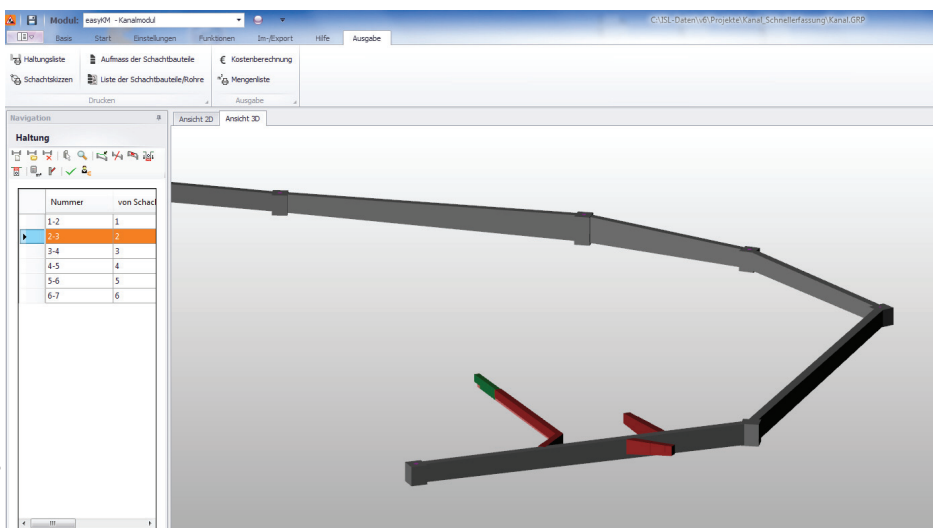 Modul: easyKM - Kanalmodul C:\ISL-Daten\v6\Projekte\Kanal_Schnellerfassung\Kanal.GRP
Basis Start Einstellungen Funktionen Im-/Export Hilfe Ausgabe
Haltungsliste Aufmass der Schachtbauteile € Kostenberechnung
Schachtskizzen Liste der Schachtbauteile/Rohre Mengenliste
Drucken Ausgabe
Navigation Ansicht 2D Ansicht 3D
Haltung
Nummer von Schacl
1-2 1
2-3 2
3-4 3
4-5 4
5-6 5
6-7 6